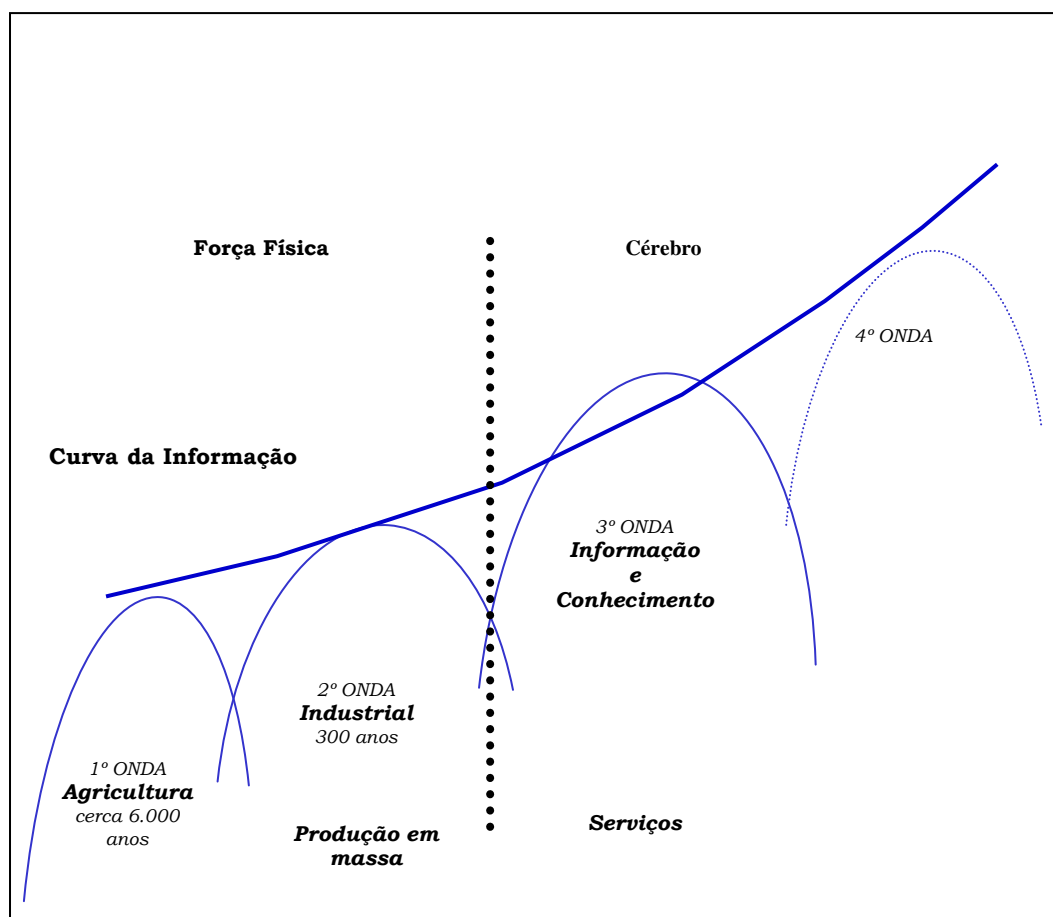 Força Física
Cérebro
4º ONDA
Curva da Informação
3º ONDA
Informação
e
Conhecimento
2º ONDA
Industrial
300 anos
1º ONDA
Agricultura
cerca 6.000
anos
Produção em
massa
Serviços